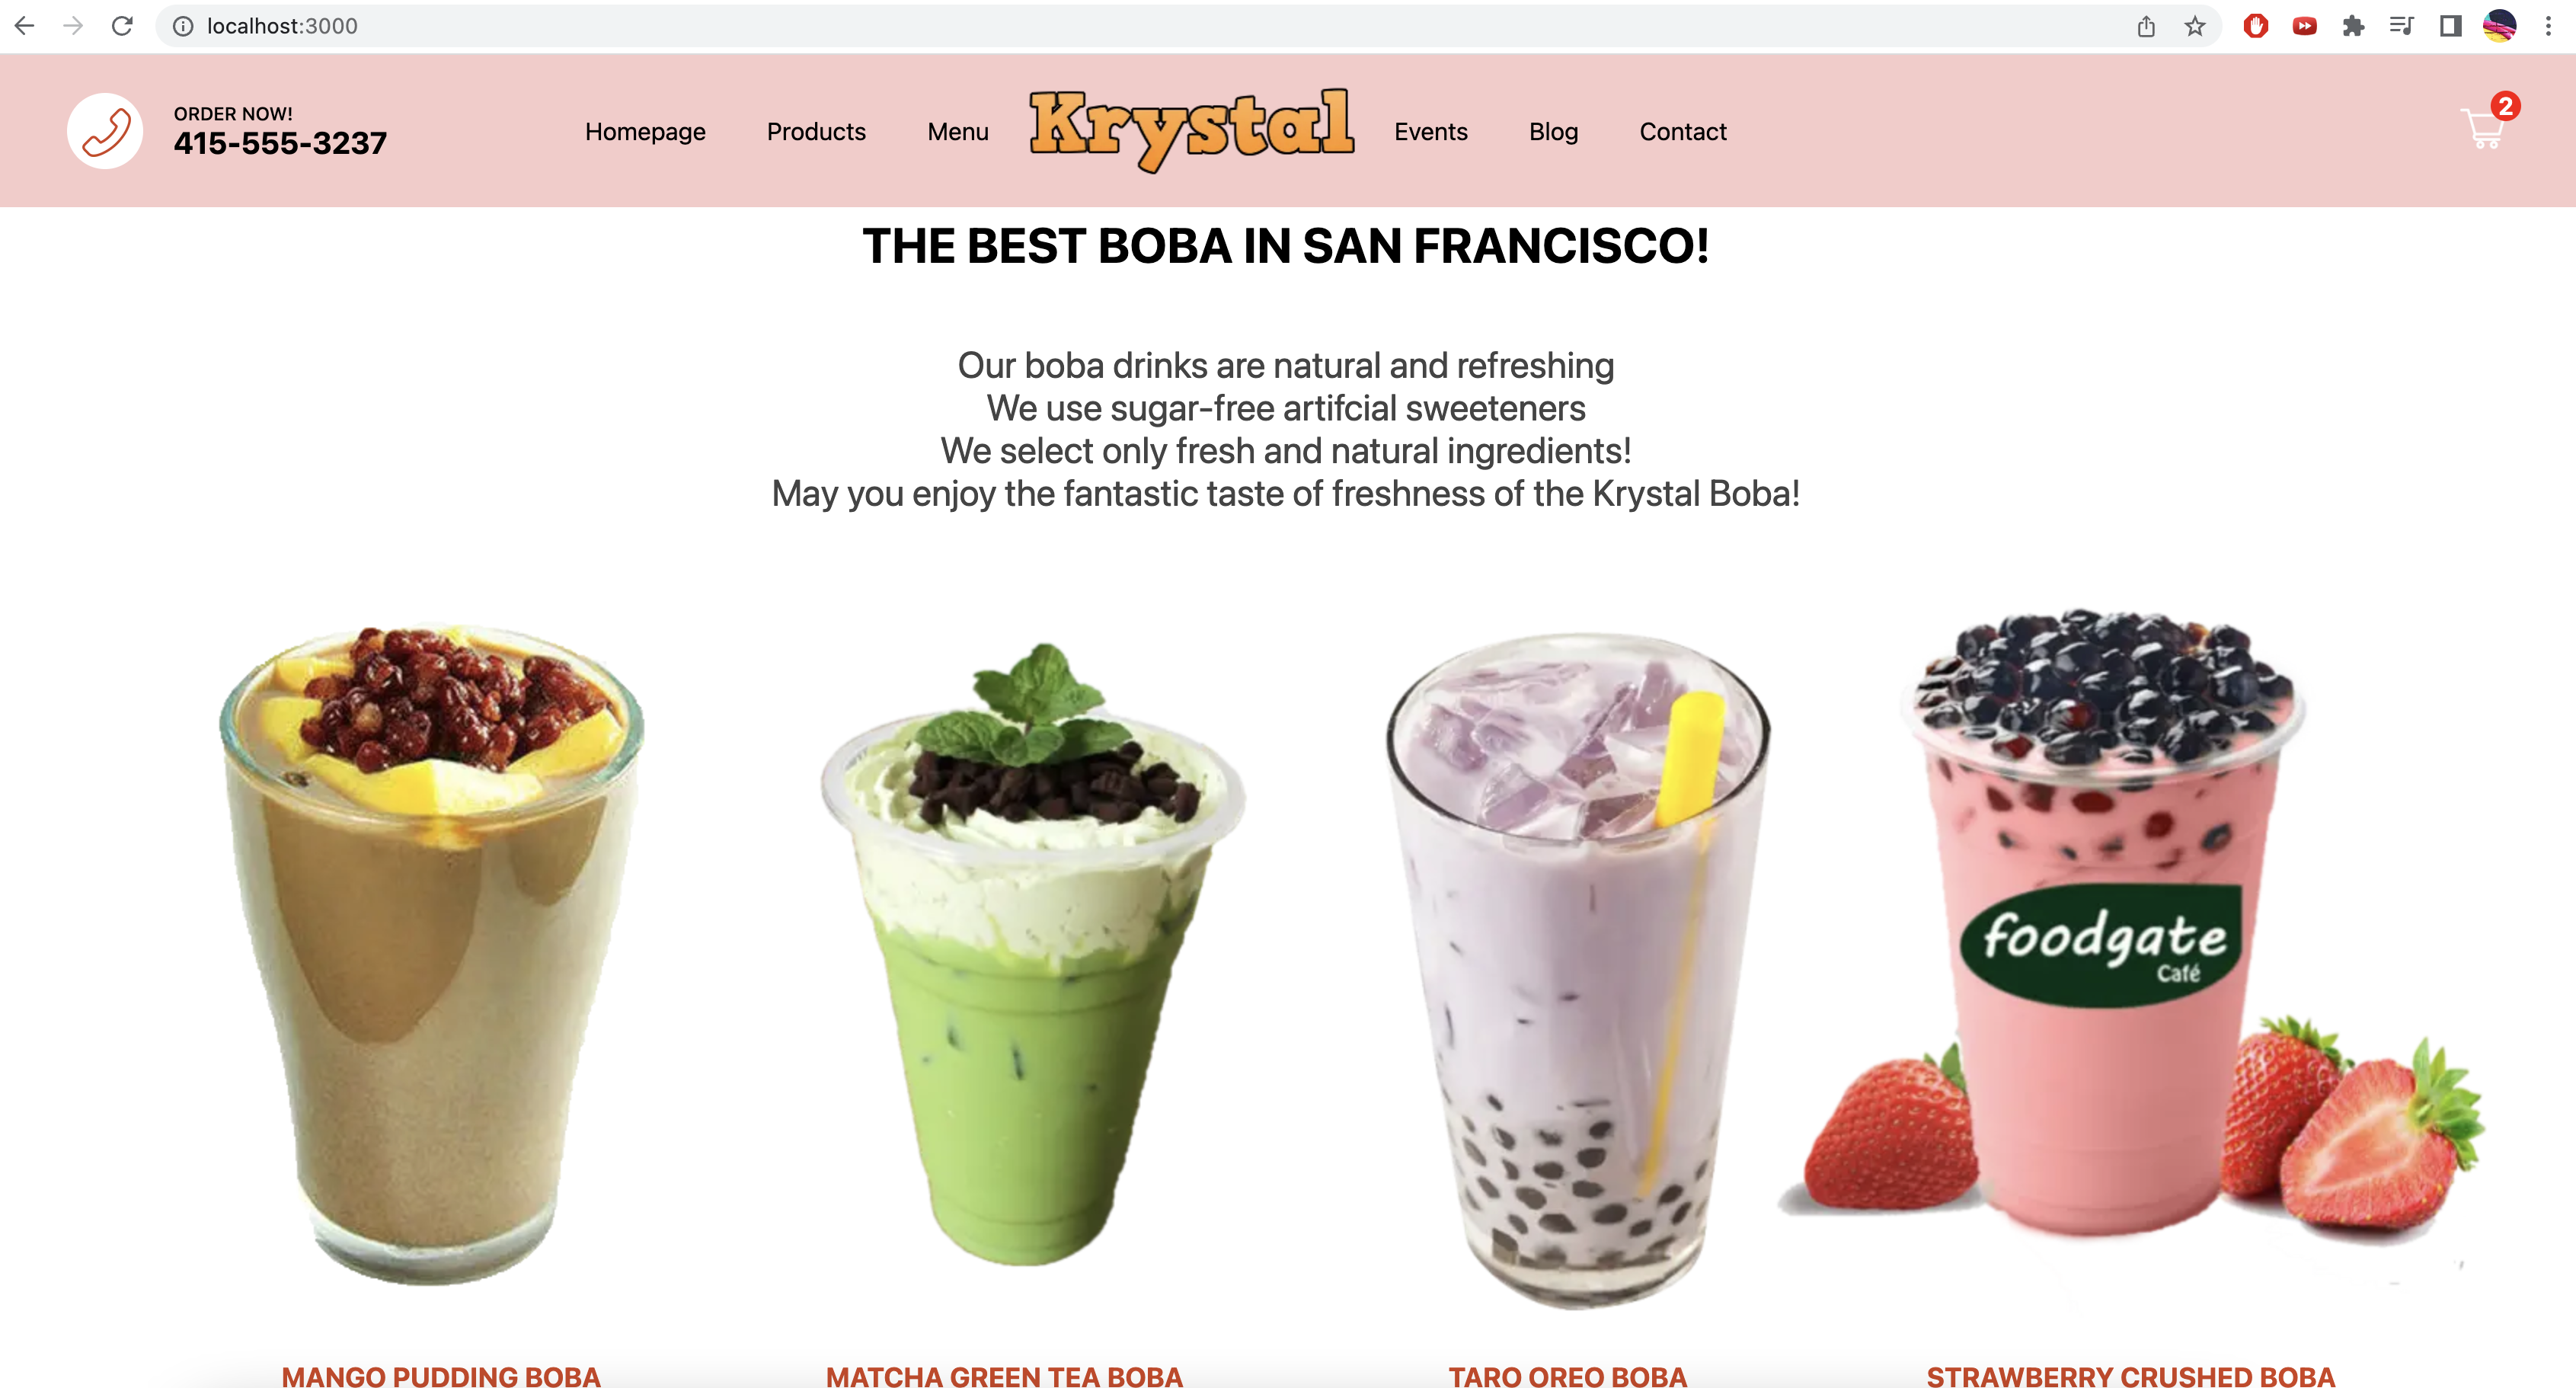 localhost:3000
ORDER NOW!
415-555-3237
Homepage Products Menu Krystal Events Blog Contact
2
THE BEST BOBA IN SAN FRANCISCO!
Our boba drinks are natural and refreshing
We use sugar-free artifcial sweeteners
We select only fresh and natural ingredients!
May you enjoy the fantastic taste of freshness of the Krystal Boba!
foodgate
Café
MANGO PUDDING BOBA MATCHA GREEN TEA BOBA TARO OREO BOBA STRAWBERRY CRUSHED BOBA